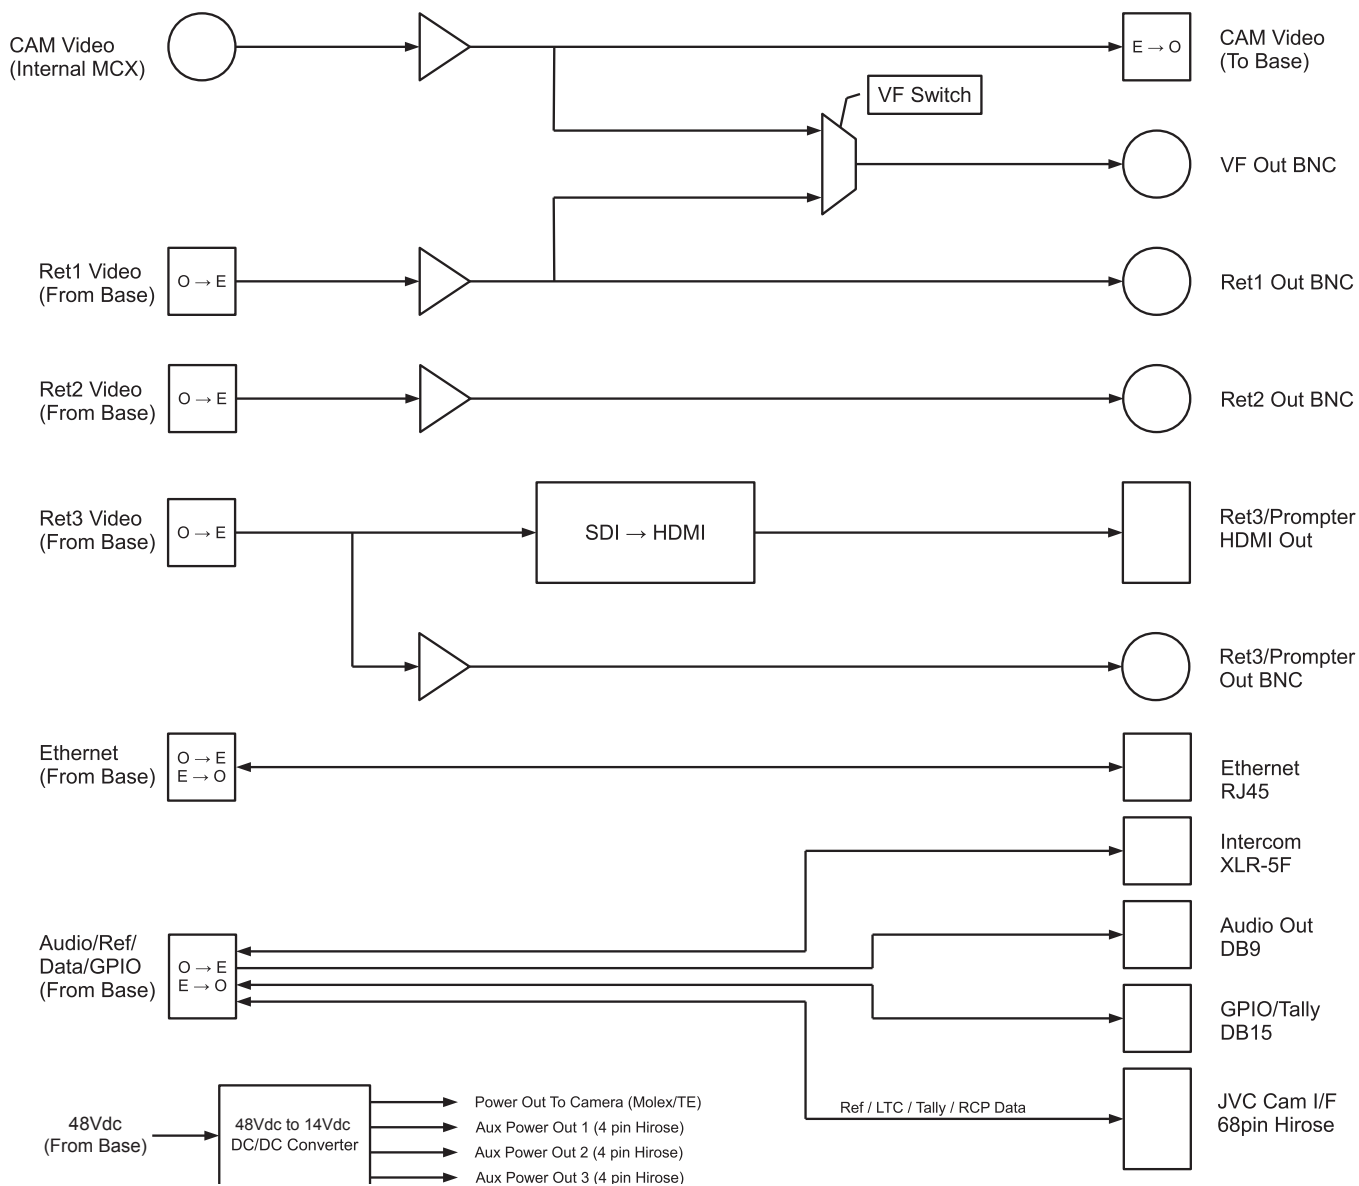 CAM Video
(Internal MCX)
E → O
CAM Video
(To Base)
VF Switch
VF Out BNC
Ret1 Video
(From Base)
O → E
Ret1 Out BNC
Ret2 Video
(From Base)
O → E
Ret2 Out BNC
Ret3 Video
(From Base)
O → E
SDI → HDMI
Ret3/Prompter
HDMI Out
Ret3/Prompter
Out BNC
Ethernet
(From Base)
O → E
E → O
Ethernet
RJ45
Intercom
XLR-5F
Audio Out
DB9
Audio/Ref/
Data/GPIO
(From Base)
O → E
E → O
GPIO/Tally
DB15
Ref / LTC / Tally / RCP Data
JVC Cam I/F
68pin Hirose
48Vdc
(From Base)
48Vdc to 14Vdc
DC/DC Converter
Power Out To Camera (Molex/TE)
Aux Power Out 1 (4 pin Hirose)
Aux Power Out 2 (4 pin Hirose)
Aux Power Out 3 (4 pin Hirose)